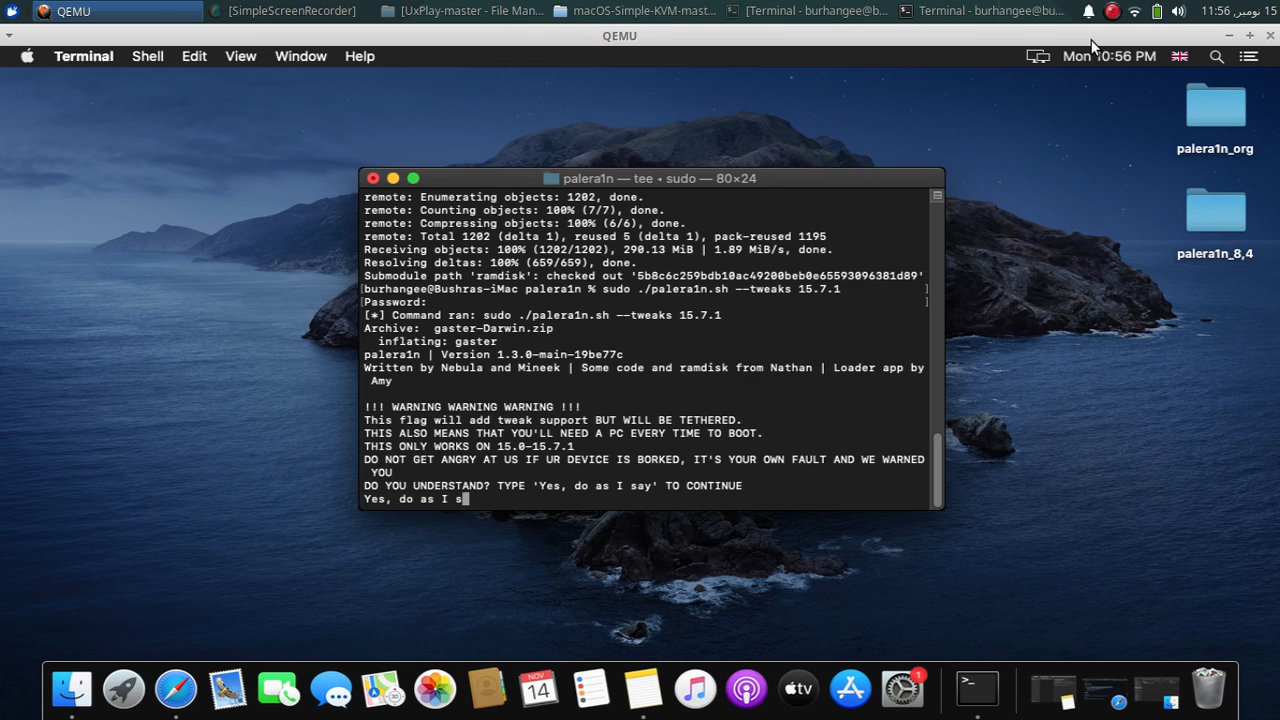 QEMU
[SimpleScreenRecorder]
[UxPlay-master - File Man...
macOS-Simple-KVM-mast...
[Terminal - burhangee@b...
Terminal - burhangee@bu...
15 نومبر, 11:56
QEMU
Terminal Shell Edit View Window Help
Mon 10:56 PM
palera1n_org
palera1n_8,4
palera1n — tee ◂ sudo — 80×24
remote: Enumerating objects: 1202, done.
remote: Counting objects: 100% (7/7), done.
remote: Compressing objects: 100% (6/6), done.
remote: Total 1202 (delta 1), reused 5 (delta 1), pack-reused 1195
Receiving objects: 100% (1202/1202), 290.13 MiB | 1.89 MiB/s, done.
Resolving deltas: 100% (659/659), done.
Submodule path 'ramdisk': checked out '5b8c6c259bdb10ac49200beb0e65593096381d89'
[burhangee@Bushras-iMac palera1n % sudo ./palera1n.sh --tweaks 15.7.1 ]
[Password: ]
[*] Command ran: sudo ./palera1n.sh --tweaks 15.7.1
Archive: gaster-Darwin.zip
inflating: gaster
palera1n | Version 1.3.0-main-19be77c
Written by Nebula and Mineek | Some code and ramdisk from Nathan | Loader app by
Amy
!!! WARNING WARNING WARNING !!!
This flag will add tweak support BUT WILL BE TETHERED.
THIS ALSO MEANS THAT YOU'LL NEED A PC EVERY TIME TO BOOT.
THIS ONLY WORKS ON 15.0-15.7.1
DO NOT GET ANGRY AT US IF UR DEVICE IS BORKED, IT'S YOUR OWN FAULT AND WE WARNED
YOU
DO YOU UNDERSTAND? TYPE 'Yes, do as I say' TO CONTINUE
Yes, do as I s
NOV
14
tv
1
>_